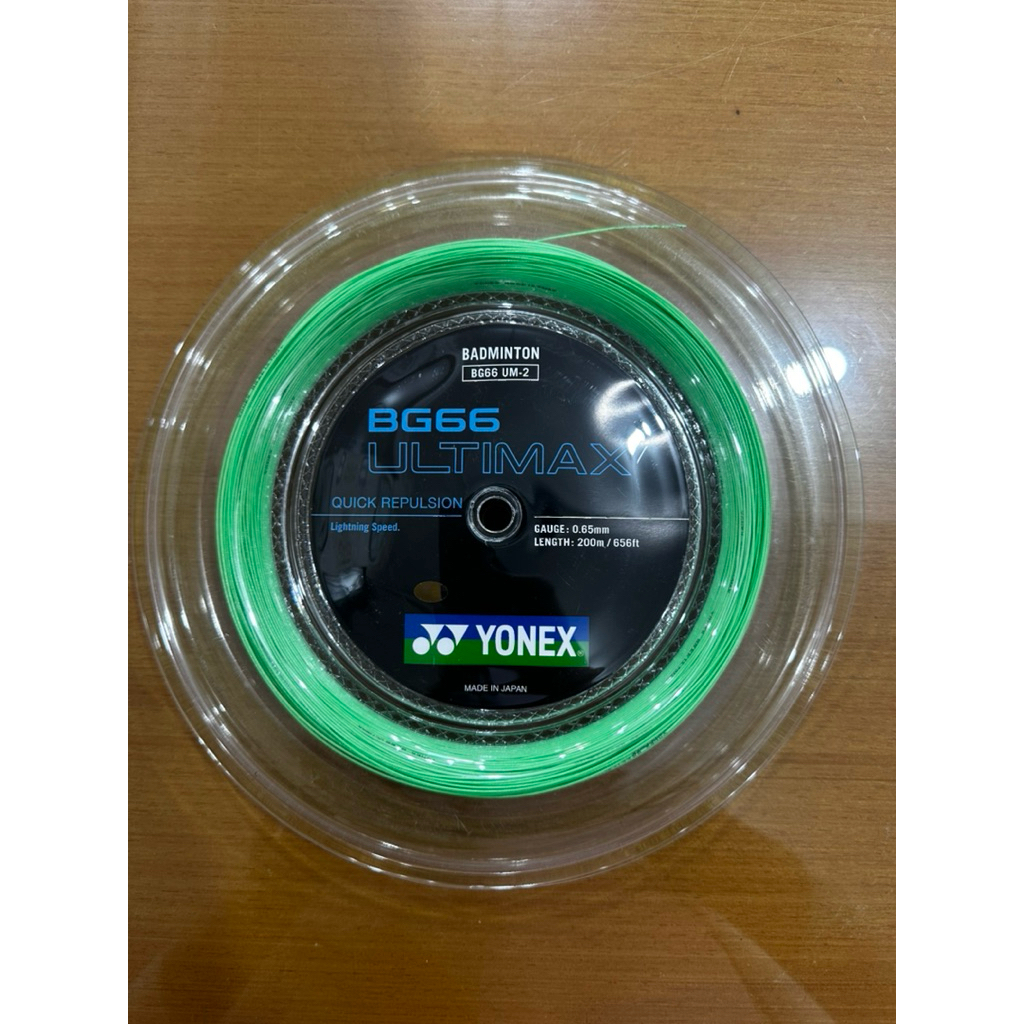 BADMINTON
BG66 UM-2
BG66
ULTIMAX
QUICK REPULSION
Lightning Speed.
GAUGE: 0.65mm
LENGTH: 200m / 656ft
YONEX®
MADE IN JAPAN